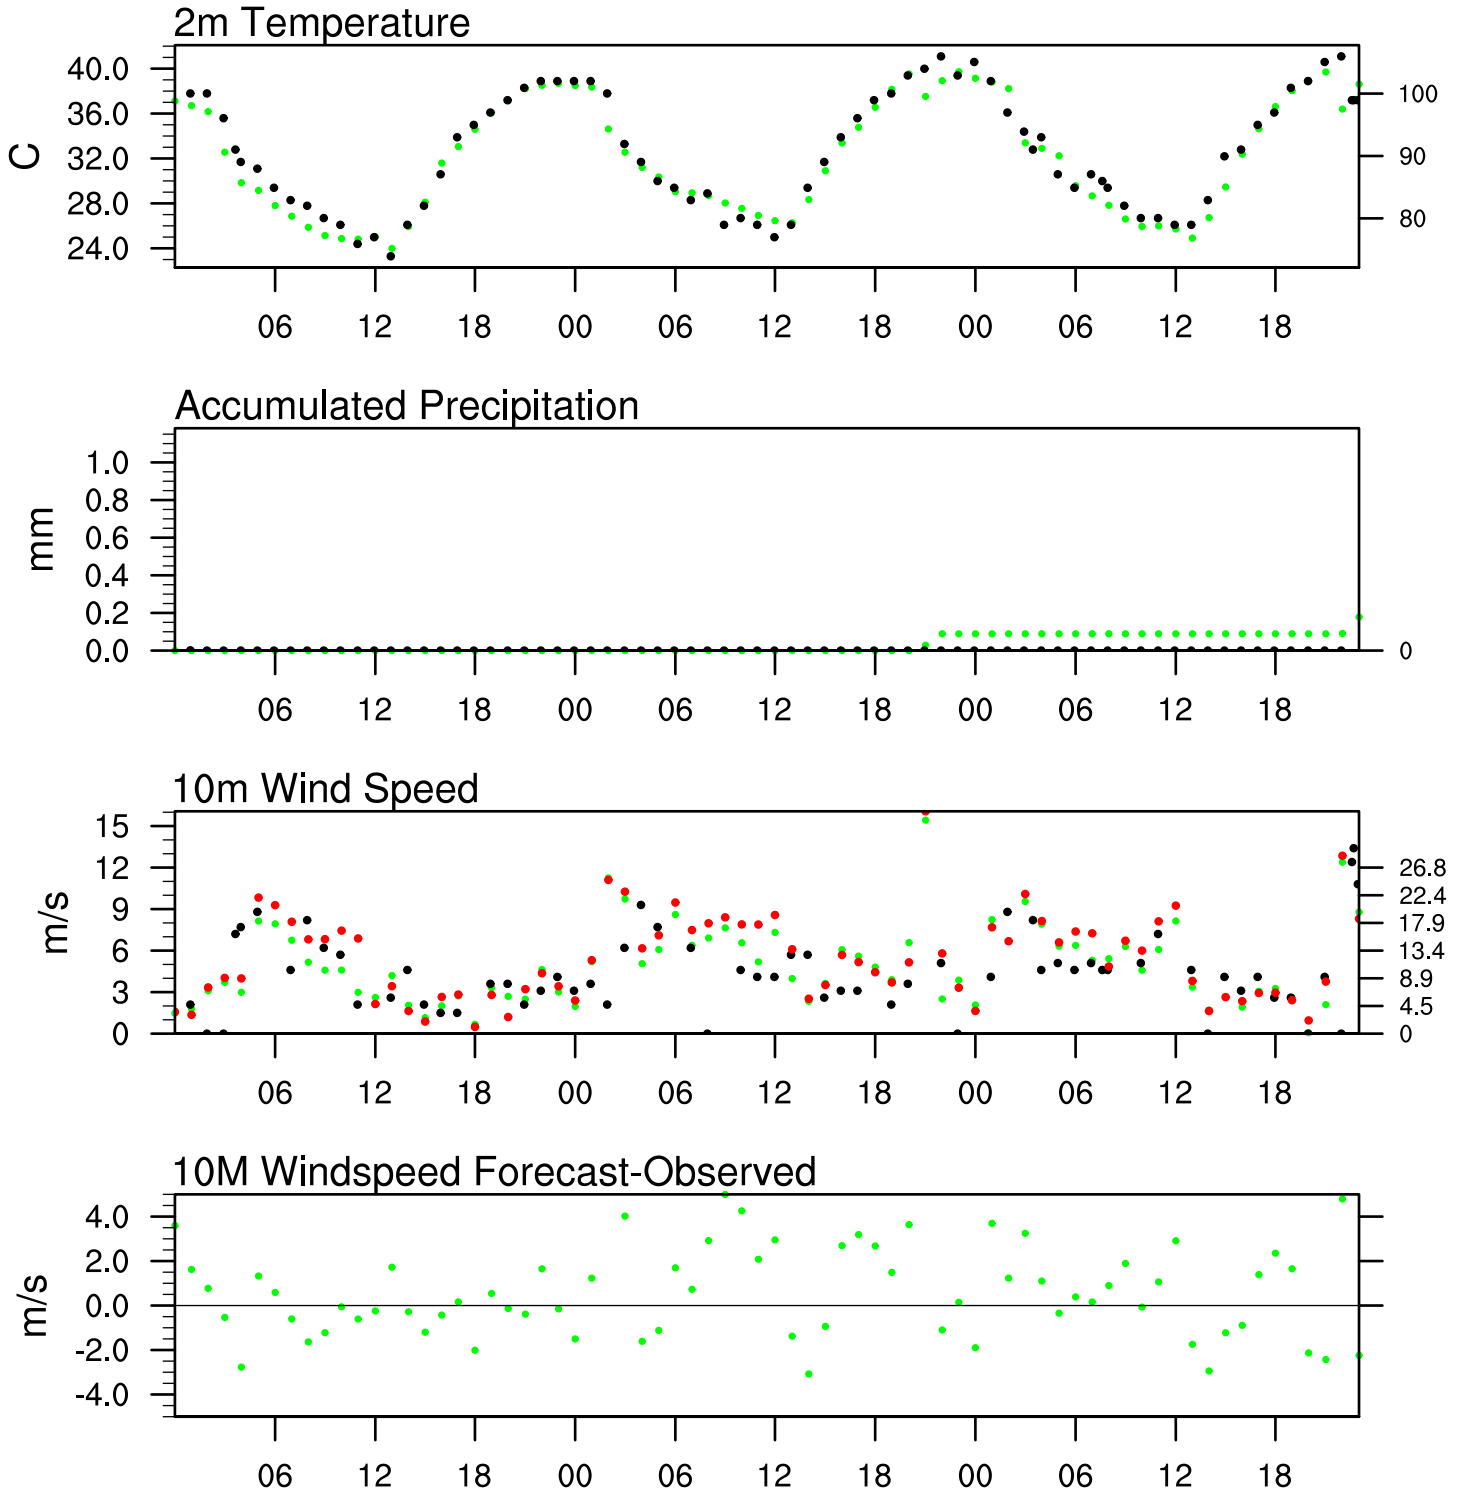 2m Temperature
40.0
36.0
32.0
28.0
24.0
C
100
90
80
06 12 18 00 06 12 18 00 06 12 18
Accumulated Precipitation
1.0
0.8
0.6
0.4
0.2
0.0
mm
0
06 12 18 00 06 12 18 00 06 12 18
10m Wind Speed
15
12
9
6
3
0
m/s
26.8
22.4
17.9
13.4
8.9
4.5
0
06 12 18 00 06 12 18 00 06 12 18
10M Windspeed Forecast-Observed
4.0
2.0
0.0
-2.0
-4.0
m/s
06 12 18 00 06 12 18 00 06 12 18